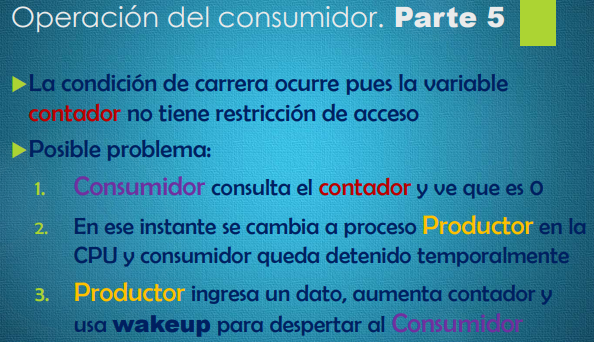 Operación del consumidor. Parte 5
La condición de carrera ocurre pues la variable
contador no tiene restricción de acceso
Posible problema:
1. Consumidor consulta el contador y ve que es 0
2. En ese instante se cambia a proceso Productor en la
CPU y consumidor queda detenido temporalmente
3. Productor ingresa un dato, aumenta contador y
usa wakeup para despertar al Consumidor